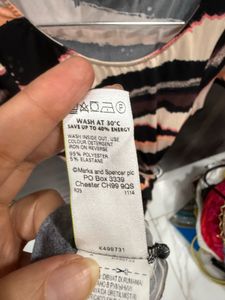 WASH AT 30°C
SAVE UP TO 40% ENERGY
WASH INSIDE OUT, USE
COLOUR DETERGENT
IRON ON REVERSE
95% POLYESTER
5% ELASTANE
©Marks and Spencer plc
PO Box 3339
Chester CH99 9QS
R05 1114